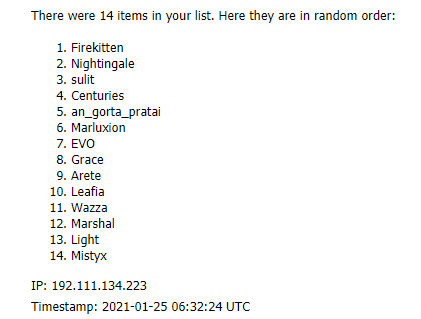 There were 14 items in your list. Here they are in random order:
1. Firekitten
2. Nightingale
3. sulit
4. Centuries
5. an_gorta_pratai
6. Marluxion
7. EVO
8. Grace
9. Arete
10. Leafia
11. Wazza
12. Marshal
13. Light
14. Mistyx
IP: 192.111.134.223
Timestamp: 2021-01-25 06:32:24 UTC